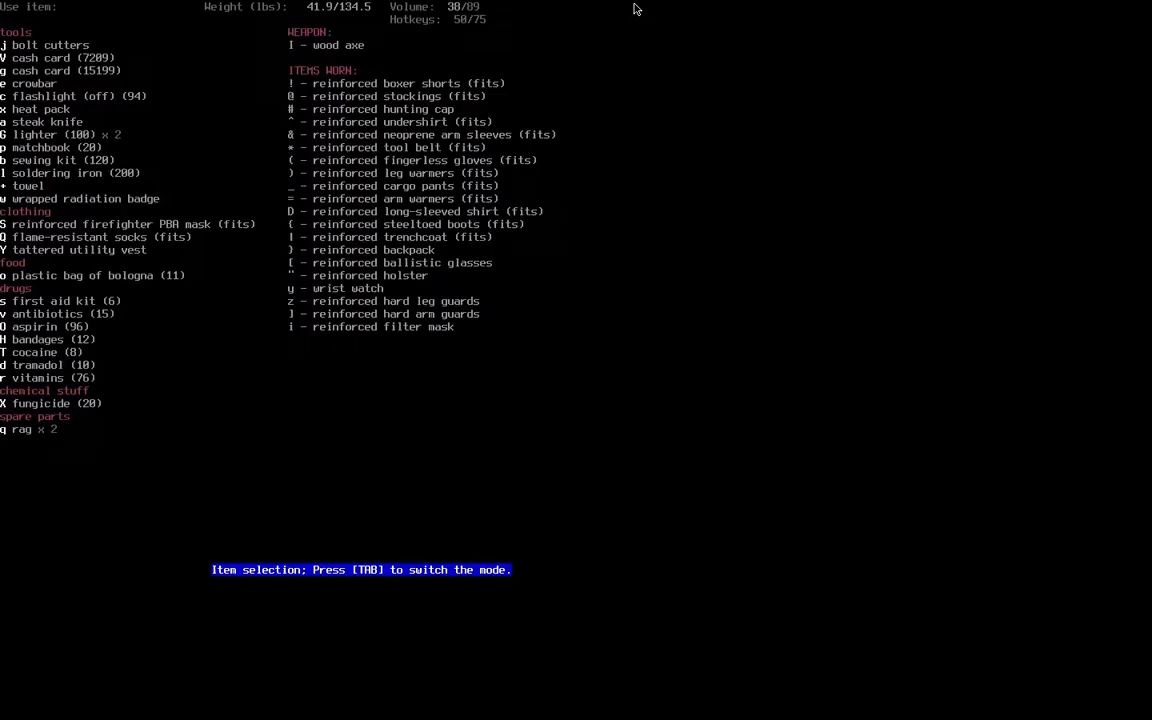 Use item: Weight (lbs): 41.9/134.5 Volume: 38/89
Hotkeys: 50/75
tools
j bolt cutters
V cash card (7209)
g cash card (15199)
e crowbar
c flashlight (off) (94)
x heat pack
a steak knife
G lighter (100) x 2
p matchbook (20)
b sewing kit (120)
l soldering iron (200)
+ towel
w wrapped radiation badge
clothing
S reinforced firefighter PBA mask (fits)
Q flame-resistant socks (fits)
Y tattered utility vest
food
o plastic bag of bologna (11)
drugs
s first aid kit (6)
v antibiotics (15)
O aspirin (96)
H bandages (12)
T cocaine (8)
d tramadol (10)
r vitamins (76)
chemical stuff
X fungicide (20)
spare parts
q rag x 2
WEAPON:
I - wood axe
ITEMS WORN:
! - reinforced boxer shorts (fits)
@ - reinforced stockings (fits)
# - reinforced hunting cap
^ - reinforced undershirt (fits)
& - reinforced neoprene arm sleeves (fits)
* - reinforced tool belt (fits)
( - reinforced fingerless gloves (fits)
) - reinforced leg warmers (fits)
_ - reinforced cargo pants (fits)
= - reinforced arm warmers (fits)
D - reinforced long-sleeved shirt (fits)
{ - reinforced steeltoed boots (fits)
| - reinforced trenchcoat (fits)
} - reinforced backpack
[ - reinforced ballistic glasses
" - reinforced holster
y - wrist watch
z - reinforced hard leg guards
] - reinforced hard arm guards
i - reinforced filter mask
Item selection; Press [TAB] to switch the mode.